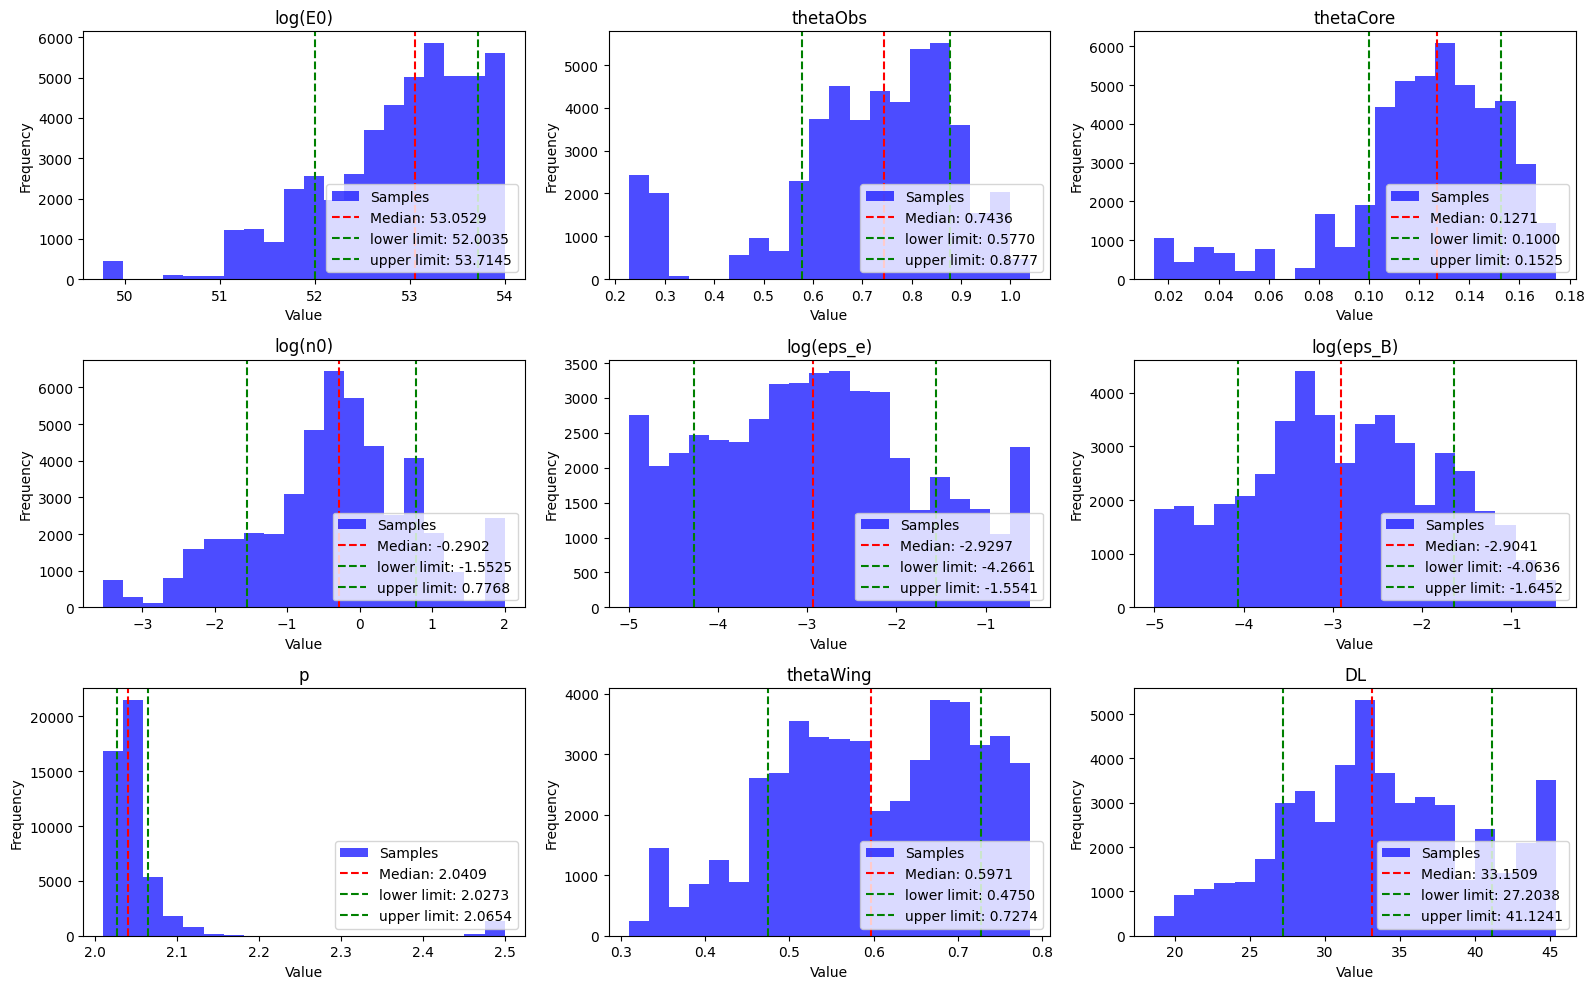 log(E0)
Frequency
6000
5000
4000
3000
2000
1000
0
Samples
Median: 53.0529
lower limit: 52.0035
upper limit: 53.7145
50 51 52 53 54
Value
thetaObs
Frequency
5000
4000
3000
2000
1000
0
Samples
Median: 0.7436
lower limit: 0.5770
upper limit: 0.8777
0.2 0.3 0.4 0.5 0.6 0.7 0.8 0.9 1.0
Value
thetaCore
Frequency
6000
5000
4000
3000
2000
1000
0
Samples
Median: 0.1271
lower limit: 0.1000
upper limit: 0.1525
0.02 0.04 0.06 0.08 0.10 0.12 0.14 0.16 0.18
Value
log(n0)
Frequency
6000
5000
4000
3000
2000
1000
0
Samples
Median: -0.2902
lower limit: -1.5525
upper limit: 0.7768
−3 −2 −1 0 1 2
Value
log(eps_e)
Frequency
3500
3000
2500
2000
1500
1000
500
0
Samples
Median: -2.9297
lower limit: -4.2661
upper limit: -1.5541
−5 −4 −3 −2 −1
Value
log(eps_B)
Frequency
4000
3000
2000
1000
0
Samples
Median: -2.9041
lower limit: -4.0636
upper limit: -1.6452
−5 −4 −3 −2 −1
Value
p
Frequency
20000
15000
10000
5000
0
Samples
Median: 2.0409
lower limit: 2.0273
upper limit: 2.0654
2.0 2.1 2.2 2.3 2.4 2.5
Value
thetaWing
Frequency
4000
3000
2000
1000
0
Samples
Median: 0.5971
lower limit: 0.4750
upper limit: 0.7274
0.3 0.4 0.5 0.6 0.7 0.8
Value
DL
Frequency
5000
4000
3000
2000
1000
0
Samples
Median: 33.1509
lower limit: 27.2038
upper limit: 41.1241
20 25 30 35 40 45
Value